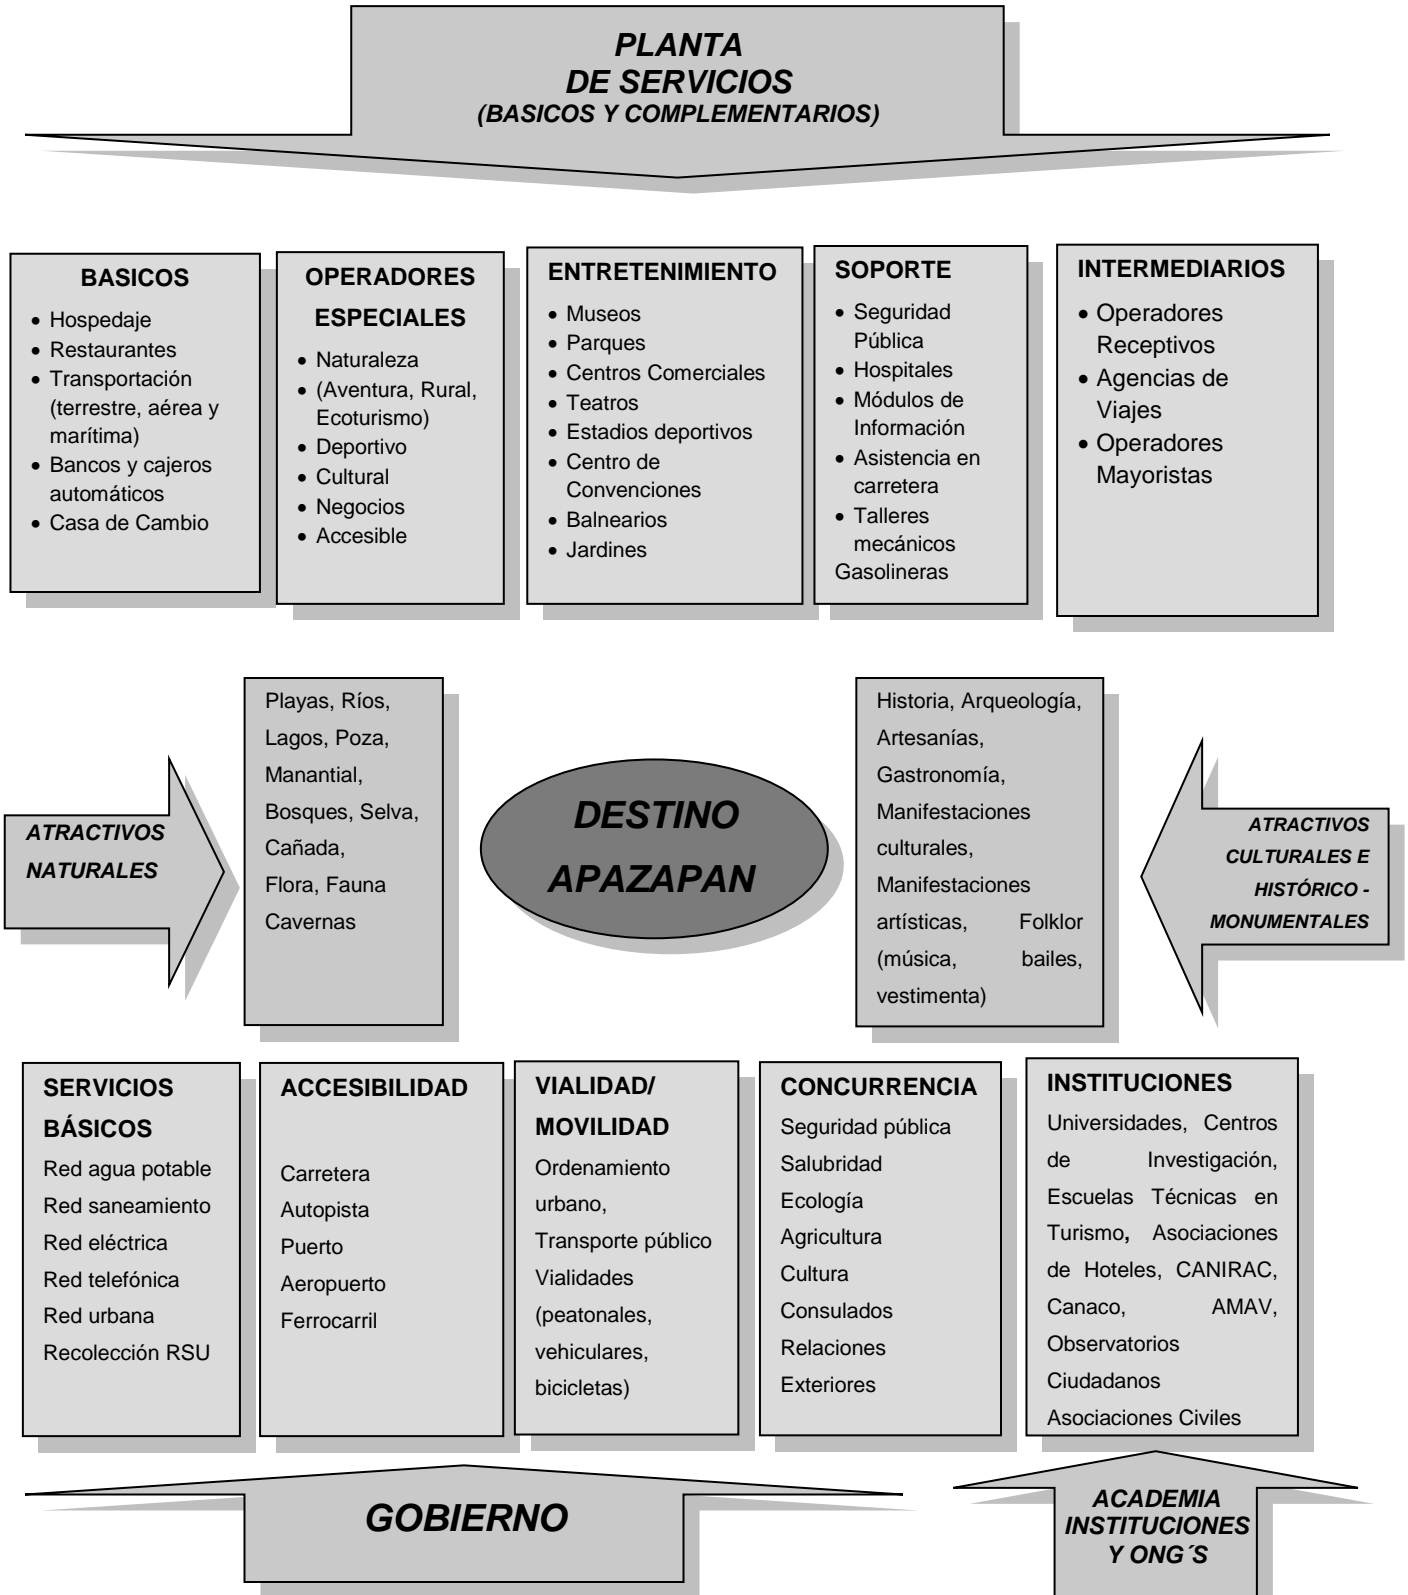 PLANTA
DE SERVICIOS
(BASICOS Y COMPLEMENTARIOS)
BASICOS
• Hospedaje
• Restaurantes
• Transportación
(terrestre, aérea y
marítima)
• Bancos y cajeros
automáticos
• Casa de Cambio
OPERADORES
ESPECIALES
• Naturaleza
• (Aventura, Rural,
Ecoturismo)
• Deportivo
• Cultural
• Negocios
• Accesible
ENTRETENIMIENTO
• Museos
• Parques
• Centros Comerciales
• Teatros
• Estadios deportivos
• Centro de
Convenciones
• Balnearios
• Jardines
SOPORTE
• Seguridad
Pública
• Hospitales
• Módulos de
Información
• Asistencia en
carretera
• Talleres
mecánicos
Gasolineras
INTERMEDIARIOS
• Operadores
Receptivos
• Agencias de
Viajes
• Operadores
Mayoristas
ATRACTIVOS
NATURALES
Playas, Ríos,
Lagos, Poza,
Manantial,
Bosques, Selva,
Cañada,
Flora, Fauna
Cavernas
DESTINO
APAZAPAN
Historia, Arqueología,
Artesanías,
Gastronomía,
Manifestaciones
culturales,
Manifestaciones
artísticas, Folklor
(música, bailes,
vestimenta)
ATRACTIVOS
CULTURALES E
HISTÓRICO -
MONUMENTALES
SERVICIOS
BÁSICOS
Red agua potable
Red saneamiento
Red eléctrica
Red telefónica
Red urbana
Recolección RSU
ACCESIBILIDAD
Carretera
Autopista
Puerto
Aeropuerto
Ferrocarril
VIALIDAD/
MOVILIDAD
Ordenamiento
urbano,
Transporte público
Vialidades
(peatonales,
vehiculares,
bicicletas)
CONCURRENCIA
Seguridad pública
Salubridad
Ecología
Agricultura
Cultura
Consulados
Relaciones
Exteriores
INSTITUCIONES
Universidades, Centros
de Investigación,
Escuelas Técnicas en
Turismo, Asociaciones
de Hoteles, CANIRAC,
Canaco, AMAV,
Observatorios
Ciudadanos
Asociaciones Civiles
GOBIERNO
ACADEMIA
INSTITUCIONES
Y ONG´S